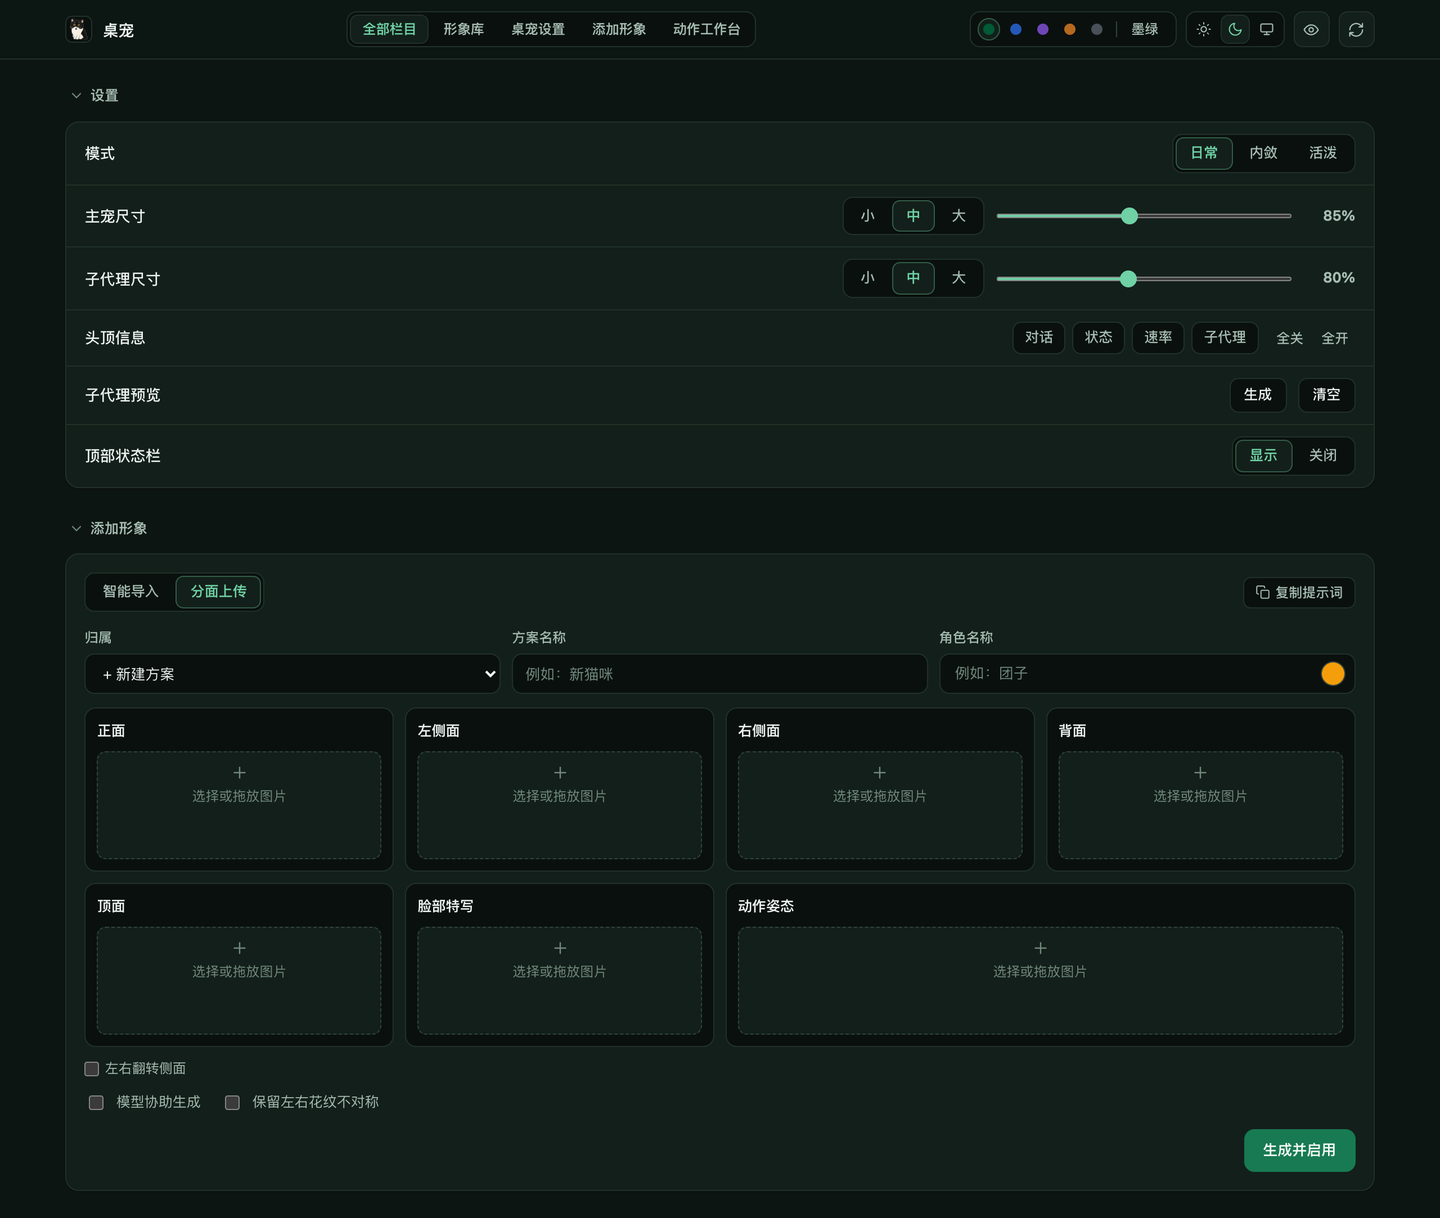 桌宠
全部栏目 形象库 桌宠设置 添加形象 动作工作台
墨绿
设置
模式
日常 内敛 活泼
主宠尺寸
小 中 大 85%
子代理尺寸
小 中 大 80%
头顶信息
对话 状态 速率 子代理 全关 全开
子代理预览
生成 清空
顶部状态栏
显示 关闭
添加形象
智能导入 分面上传
复制提示词
归属 方案名称 角色名称
+ 新建方案 例如：新猫咪 例如：团子
正面 左侧面 右侧面 背面
选择或拖放图片 选择或拖放图片 选择或拖放图片 选择或拖放图片
顶面 脸部特写 动作姿态
选择或拖放图片 选择或拖放图片 选择或拖放图片
左右翻转侧面
模型协助生成 保留左右花纹不对称
生成并启用